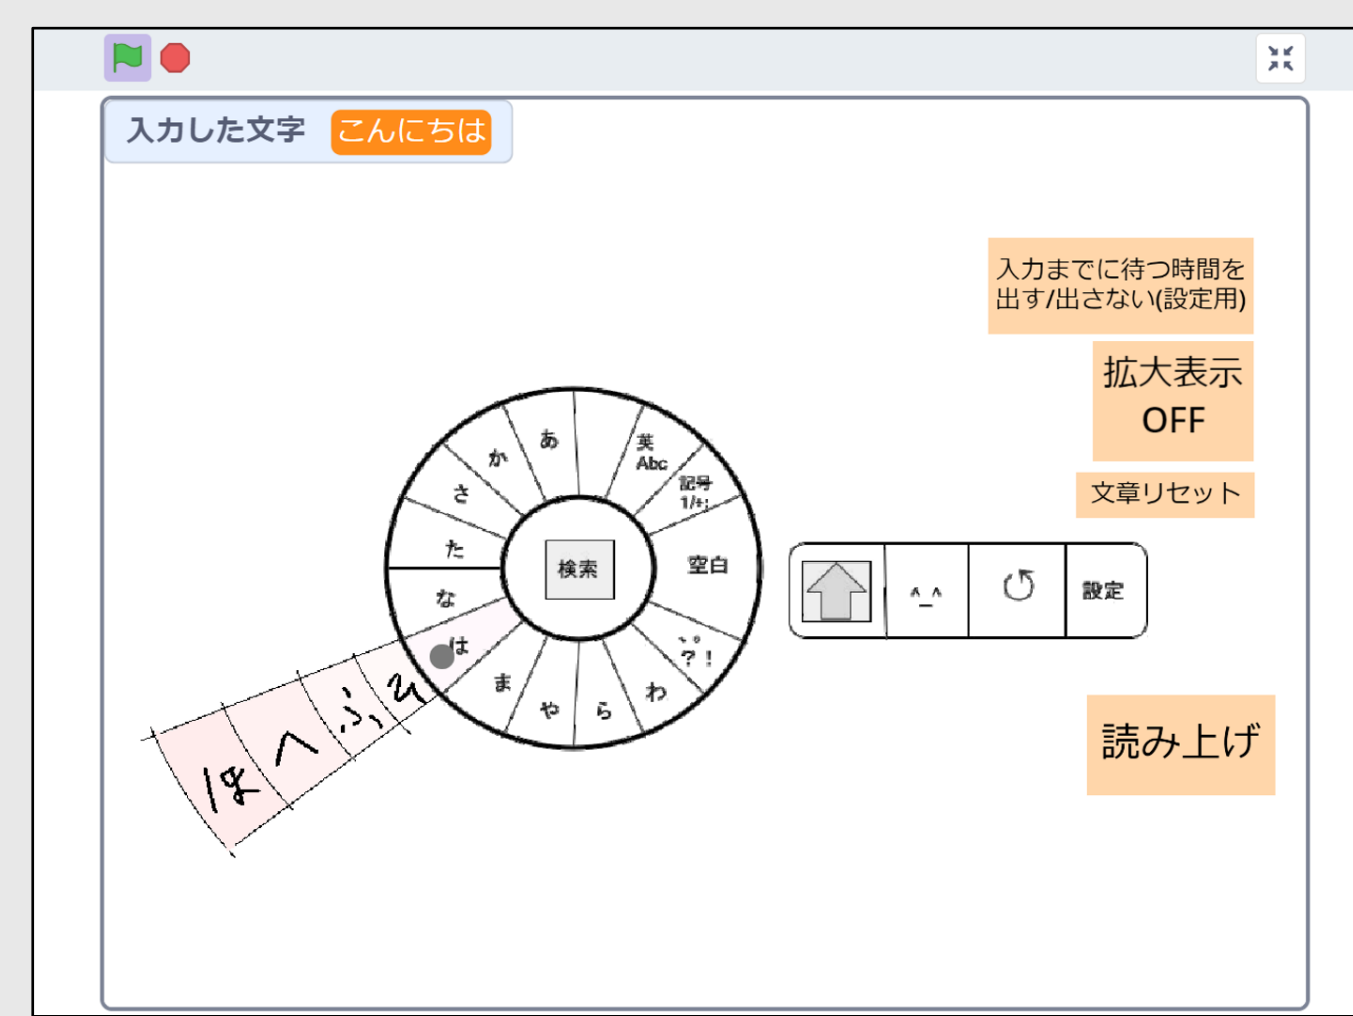 入力した文字 こんにちは
入力までに待つ時間を
出す/出さない(設定用)
拡大表示
OFF
文章リセット
あ
か
さ
た
な
は
ま
や
ら
わ
、。
?!
空白
記号
1/+;
英
Abc
検索
ひ
ふ
へ
ほ
^_^
設定
読み上げ